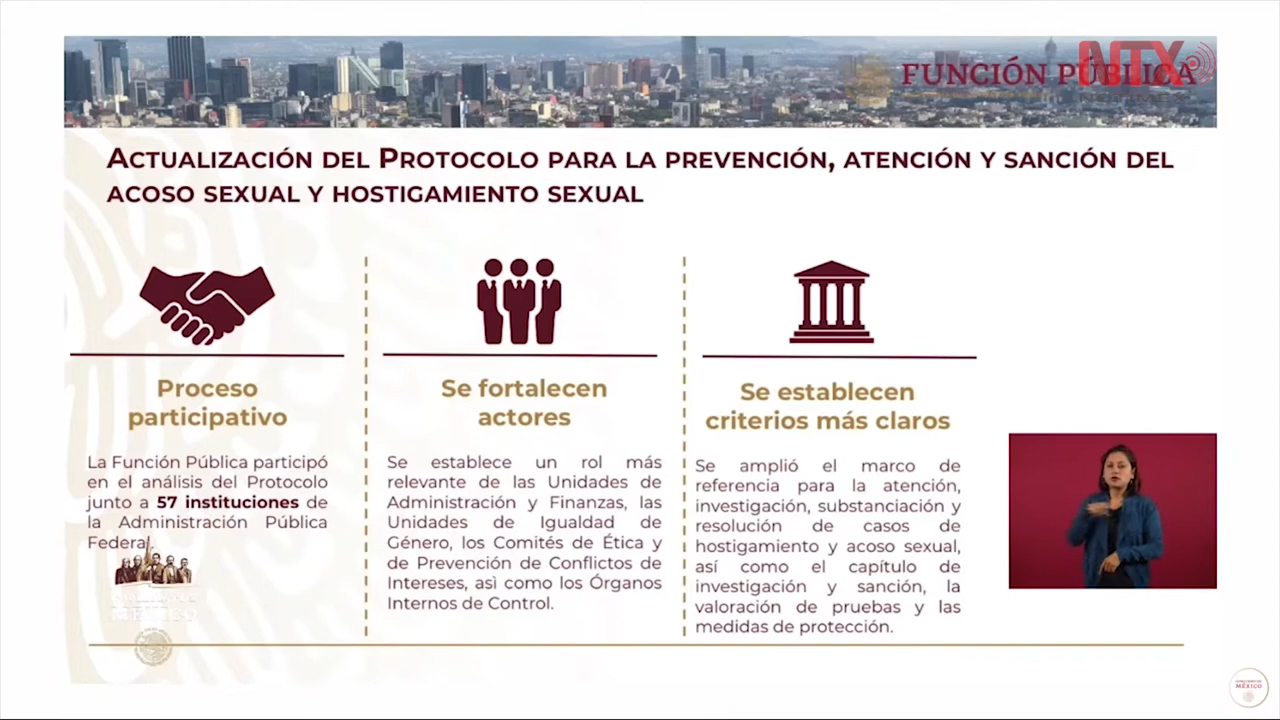 FUNCIÓN PÚBLICA
NTX
ACTUALIZACIÓN DEL PROTOCOLO PARA LA PREVENCIÓN, ATENCIÓN Y SANCIÓN DEL
ACOSO SEXUAL Y HOSTIGAMIENTO SEXUAL
Proceso
participativo
La Función Pública participó
en el análisis del Protocolo
junto a 57 instituciones de
la Administración Pública
Federal.
Se fortalecen
actores
Se establece un rol más
relevante de las Unidades de
Administración y Finanzas, las
Unidades de Igualdad de
Género, los Comités de Ética y
de Prevención de Conflictos de
Intereses, asì como los Órganos
Internos de Control.
Se establecen
criterios más claros
Se amplió el marco de
referencia para la atención,
investigación, substanciación y
resolución de casos de
hostigamiento y acoso sexual,
así como el capítulo de
investigación y sanción, la
valoración de pruebas y las
medidas de protección.
MÉXICO
MÉXICO